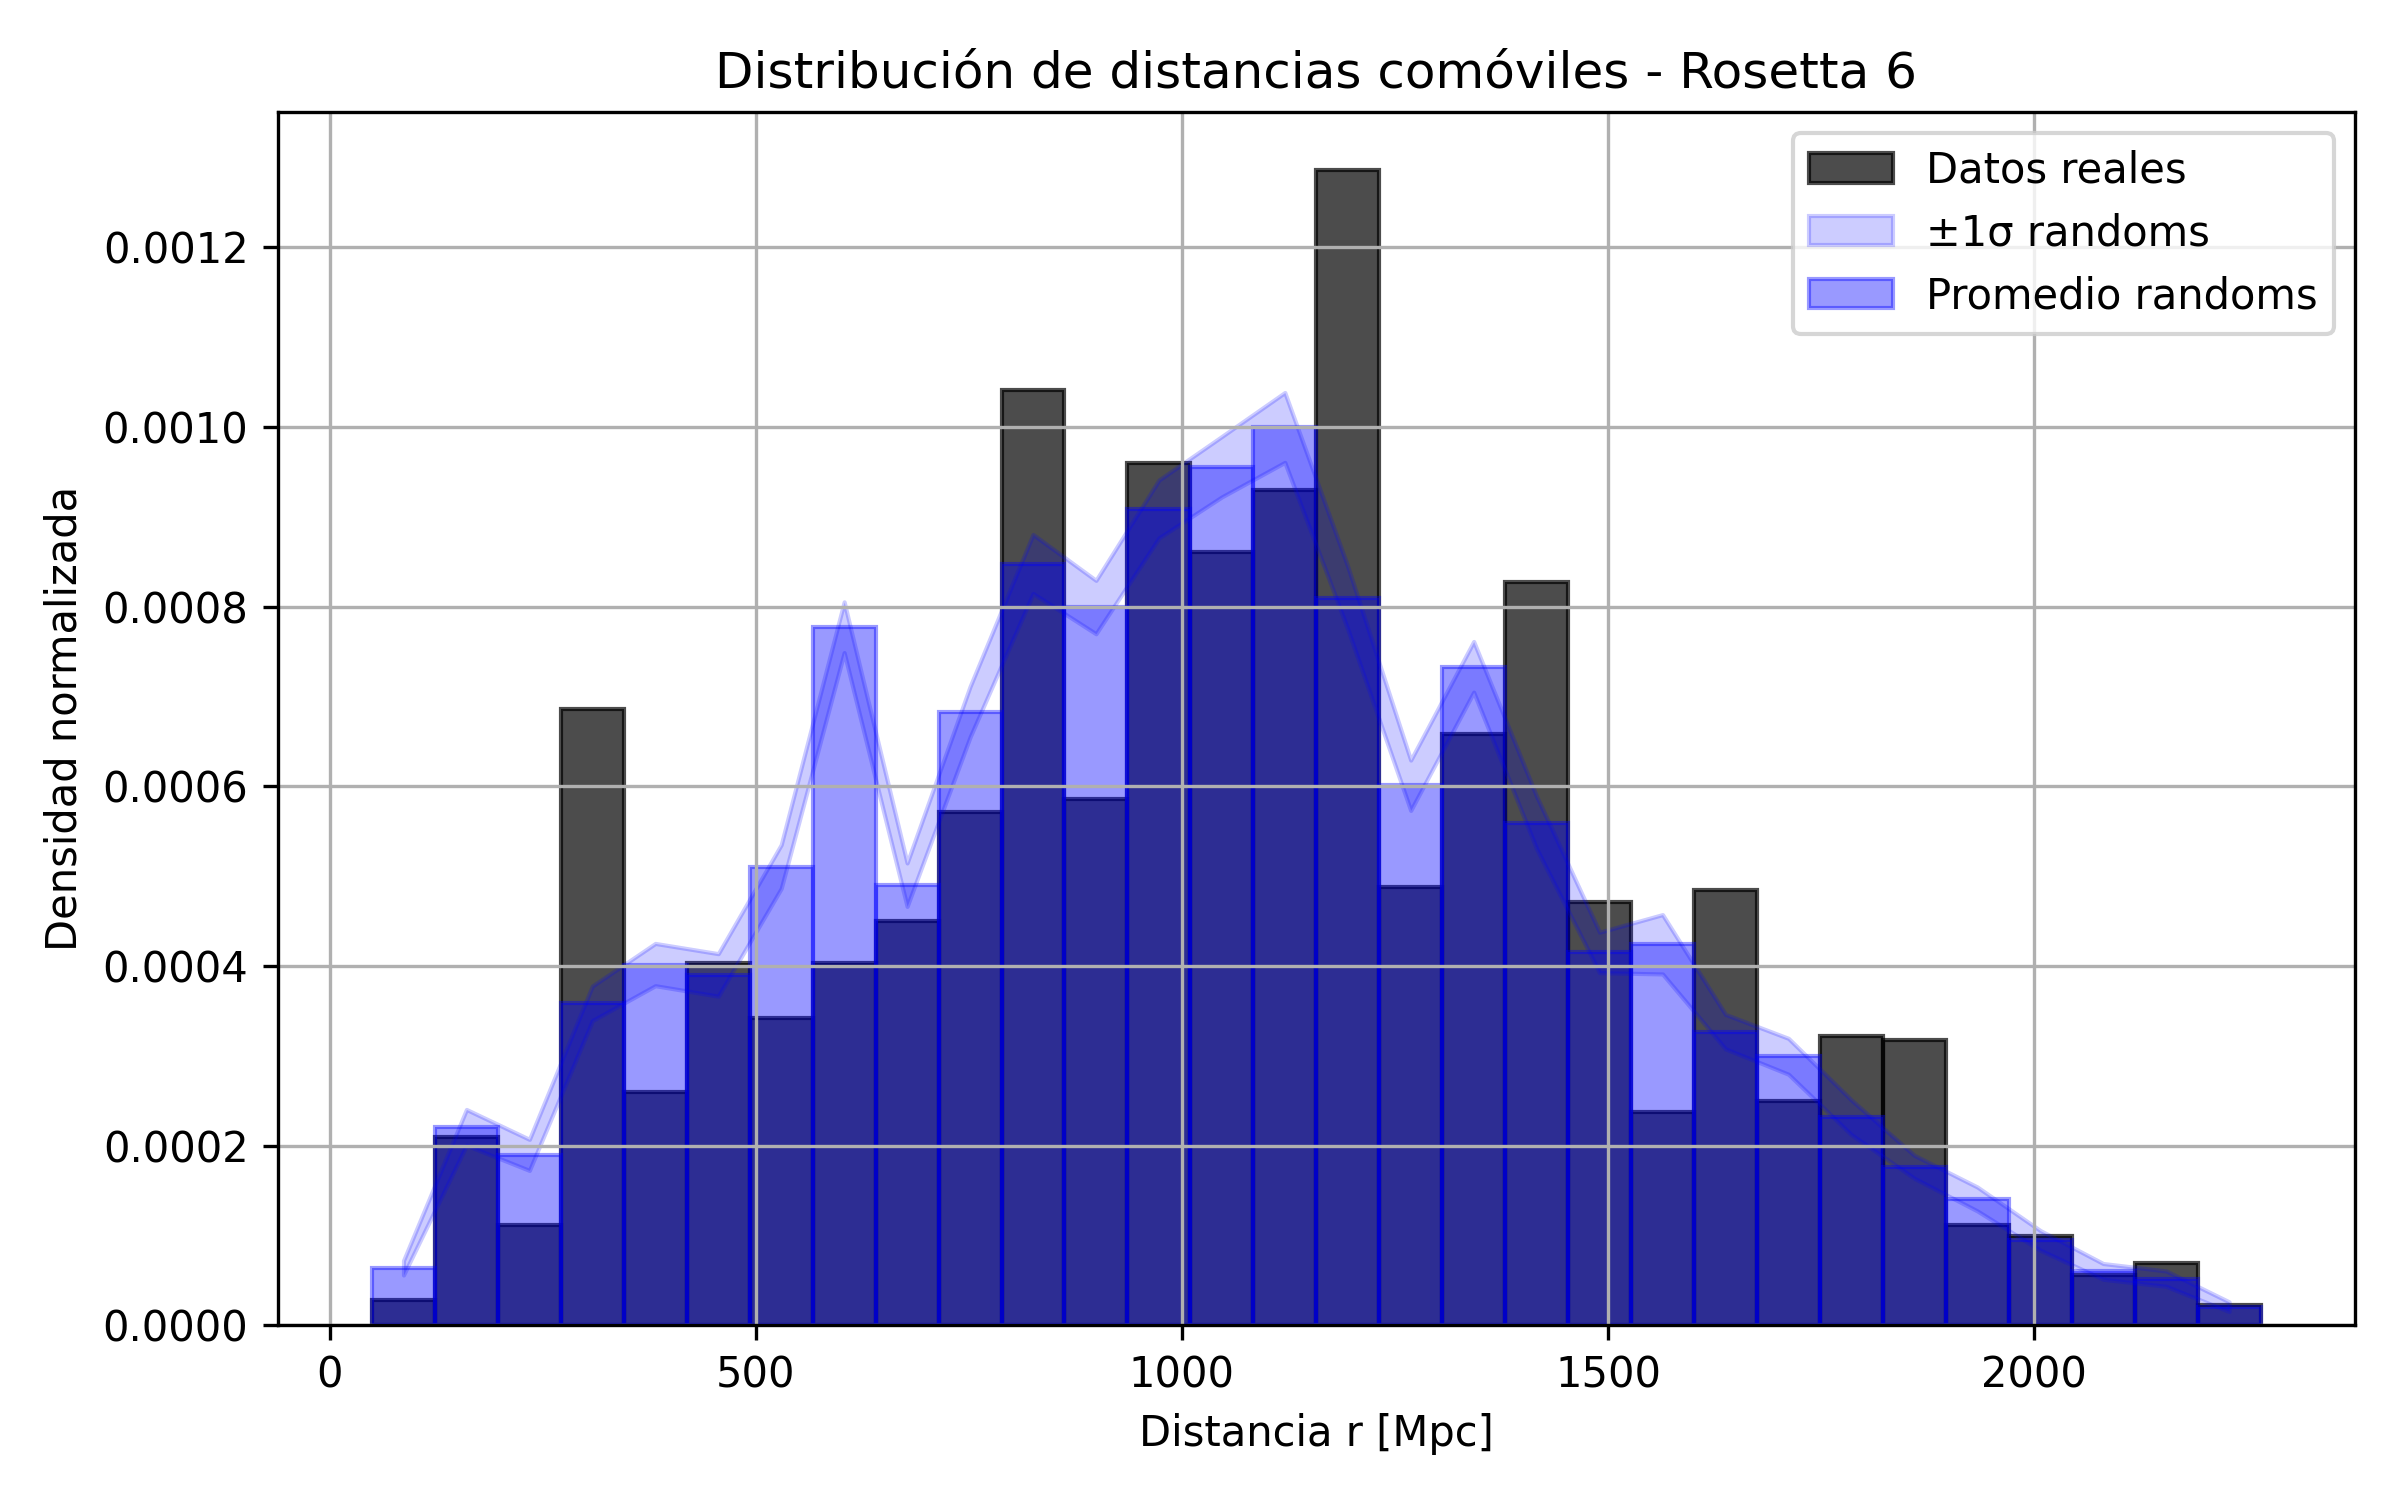 Distribución de distancias comóviles - Rosetta 6
Datos reales
±1σ randoms
Promedio randoms
Densidad normalizada
0.0012
0.0010
0.0008
0.0006
0.0004
0.0002
0.0000
0 500 1000 1500 2000
Distancia r [Mpc]